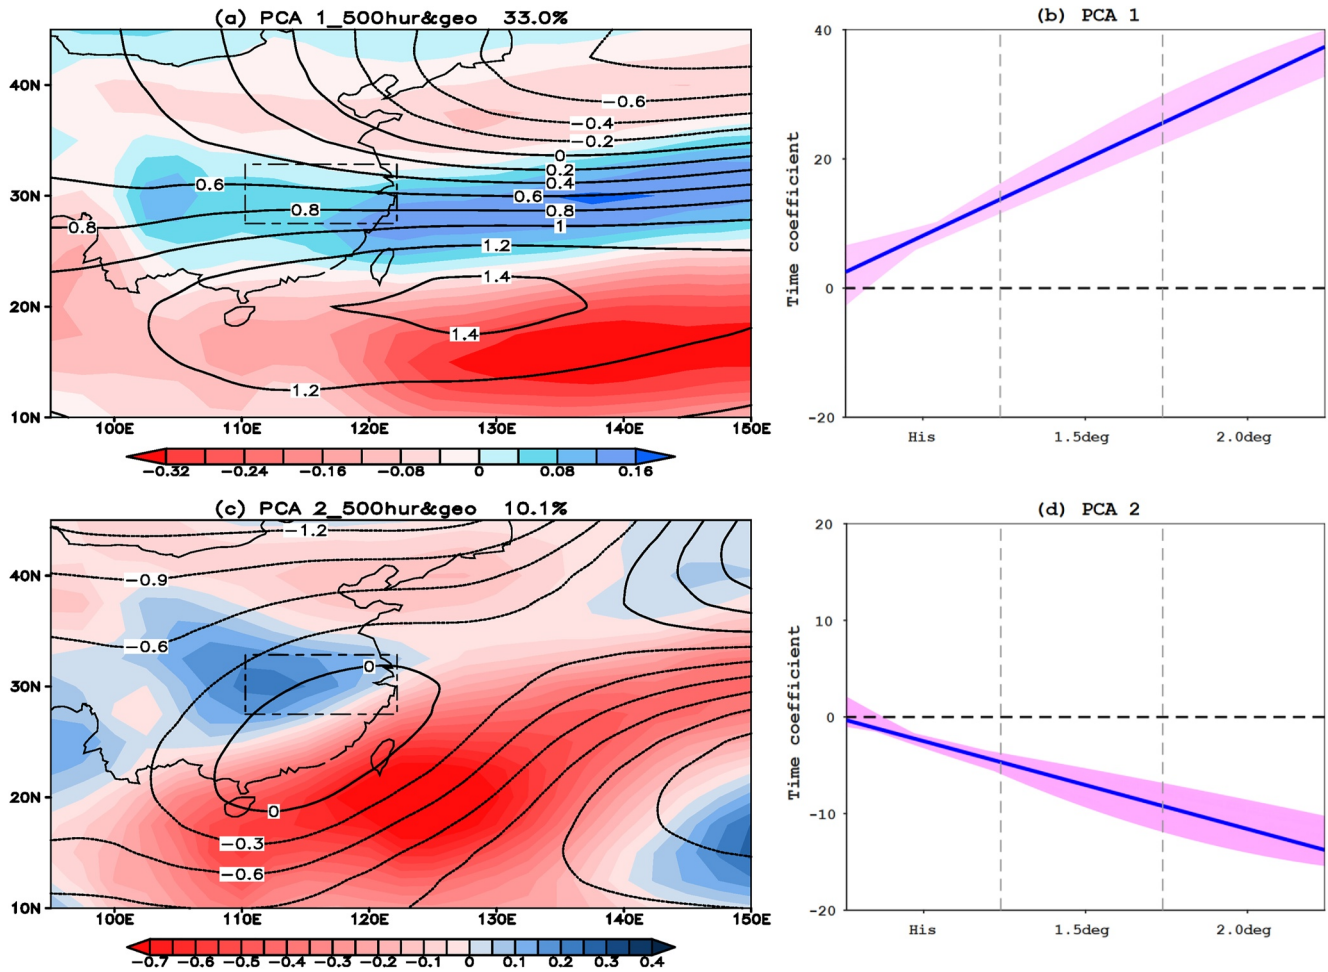 (a) PCA 1_500hur&geo 33.0%
40N
30N
20N
10N
100E 110E 120E 130E 140E 150E
-0.6
-0.4
-0.2
0
0.2
0.4
0.6
0.6
0.8
0.8
0.8
1
1.2
1.4
1.4
1.2
-0.32 -0.24 -0.16 -0.08 0 0.08 0.16
(b) PCA 1
Time coefficient
40
20
0
-20
His 1.5deg 2.0deg
(c) PCA 2_500hur&geo 10.1%
40N
30N
20N
10N
100E 110E 120E 130E 140E 150E
-1.2
-0.9
-0.6
0
0
-0.3
-0.6
-0.7 -0.6 -0.5 -0.4 -0.3 -0.2 -0.1 0 0.1 0.2 0.3 0.4
(d) PCA 2
Time coefficient
20
10
0
-10
-20
His 1.5deg 2.0deg